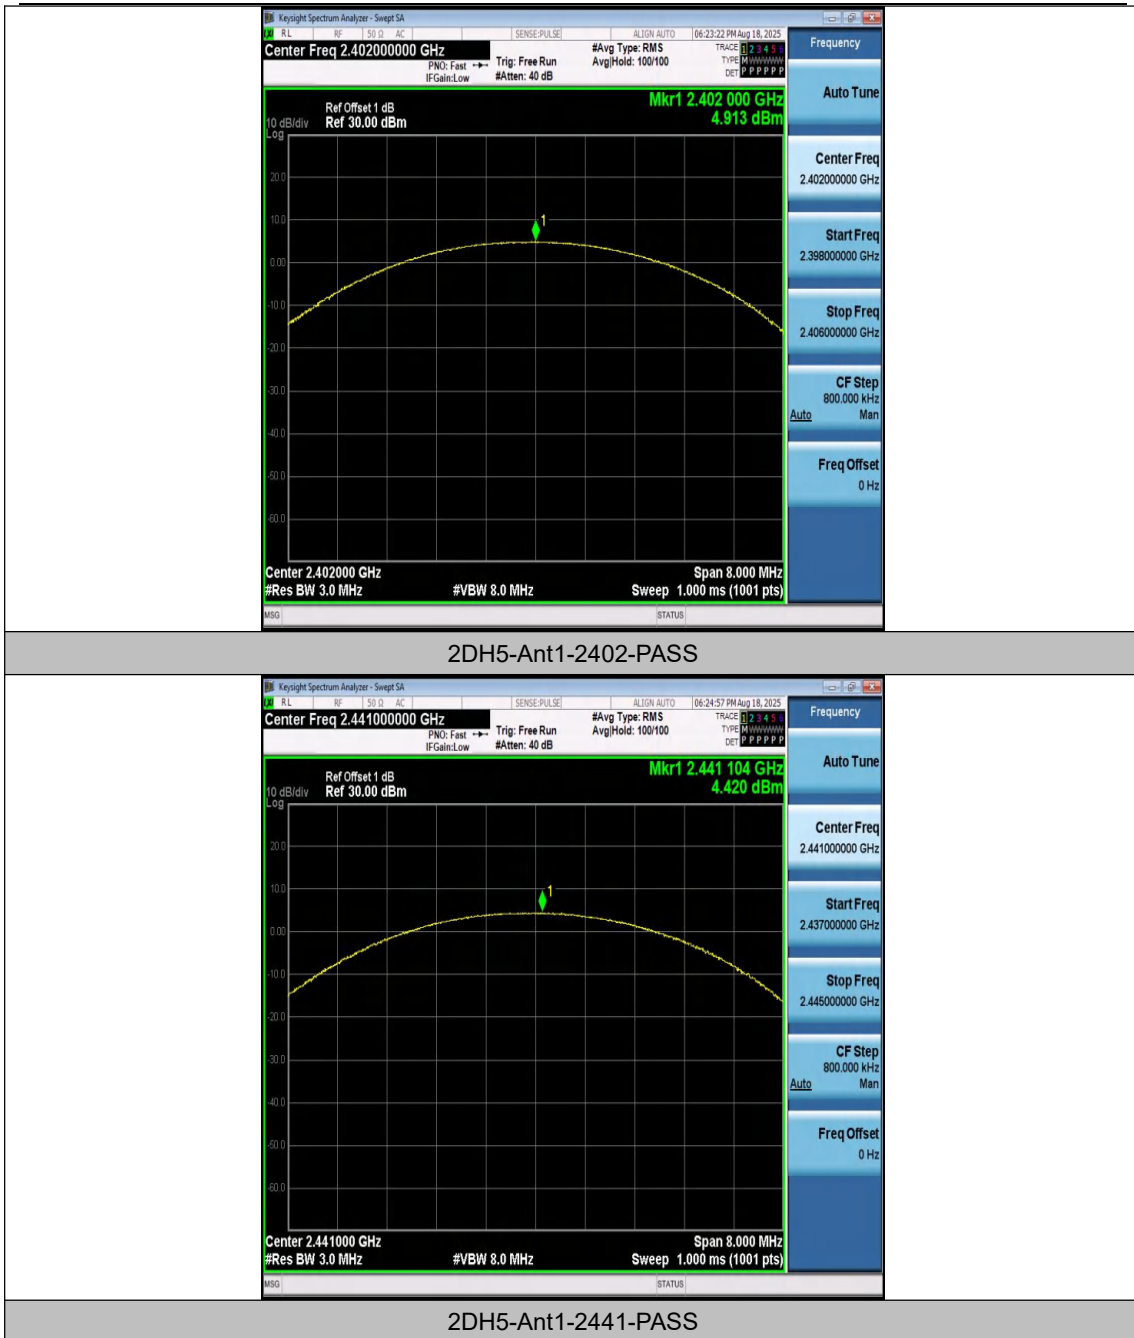 Keysight Spectrum Analyzer - Swept SA
RL RF 50 Ω AC SENSE:PULSE ALIGN AUTO 06:23:22 PM Aug 18, 2025
Center Freq 2.402000000 GHz #Avg Type: RMS TRACE 1 2 3 4 5 6
PNO: Fast Trig: Free Run Avg|Hold: 100/100 TYPE M WWWWW
IFGain:Low #Atten: 40 dB DET P P P P P P
Frequency
Auto Tune
Mkr1 2.402 000 GHz
4.913 dBm
Ref Offset 1 dB
10 dB/div Ref 30.00 dBm
Log
20.0
10.0
0.00
-10.0
-20.0
-30.0
-40.0
-50.0
-60.0
1
Center Freq
2.402000000 GHz
Start Freq
2.398000000 GHz
Stop Freq
2.406000000 GHz
CF Step
800.000 kHz
Auto Man
Freq Offset
0 Hz
Center 2.402000 GHz Span 8.000 MHz
#Res BW 3.0 MHz #VBW 8.0 MHz Sweep 1.000 ms (1001 pts)
MSG STATUS
2DH5-Ant1-2402-PASS
Keysight Spectrum Analyzer - Swept SA
RL RF 50 Ω AC SENSE:PULSE ALIGN AUTO 06:24:57 PM Aug 18, 2025
Center Freq 2.441000000 GHz #Avg Type: RMS TRACE 1 2 3 4 5 6
PNO: Fast Trig: Free Run Avg|Hold: 100/100 TYPE M WWWWW
IFGain:Low #Atten: 40 dB DET P P P P P P
Frequency
Auto Tune
Mkr1 2.441 104 GHz
4.420 dBm
Ref Offset 1 dB
10 dB/div Ref 30.00 dBm
Log
20.0
10.0
0.00
-10.0
-20.0
-30.0
-40.0
-50.0
-60.0
1
Center Freq
2.441000000 GHz
Start Freq
2.437000000 GHz
Stop Freq
2.445000000 GHz
CF Step
800.000 kHz
Auto Man
Freq Offset
0 Hz
Center 2.441000 GHz Span 8.000 MHz
#Res BW 3.0 MHz #VBW 8.0 MHz Sweep 1.000 ms (1001 pts)
MSG STATUS
2DH5-Ant1-2441-PASS